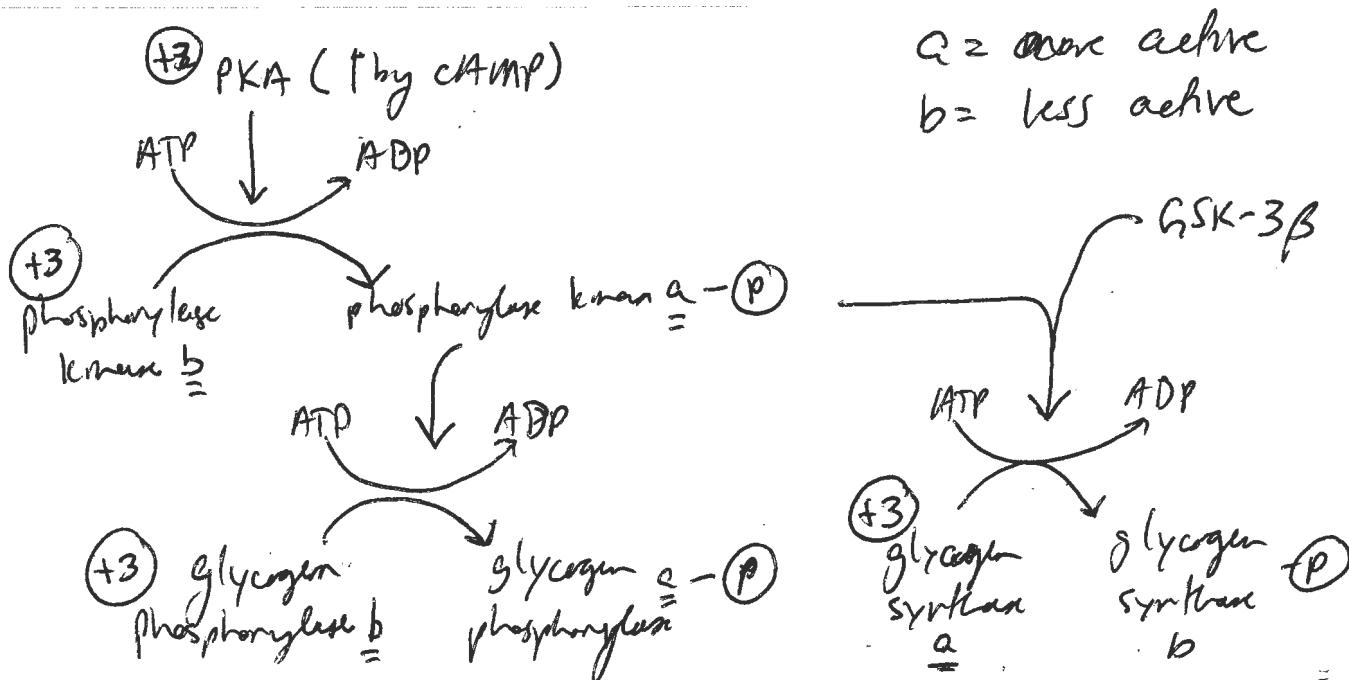 +3 PKA (↑ by cAMP)
a = more active
b = less active
ATP
ADP
GSK-3β
+3
phosphorylase
kinase b
phosphorylase kinase a - P
ATP
ADP
ATP
ADP
+3 glycogen
phosphorylase b
glycogen
phosphorylase a - P
+3
glycogen
synthase
a
glycogen
synthase - P
b